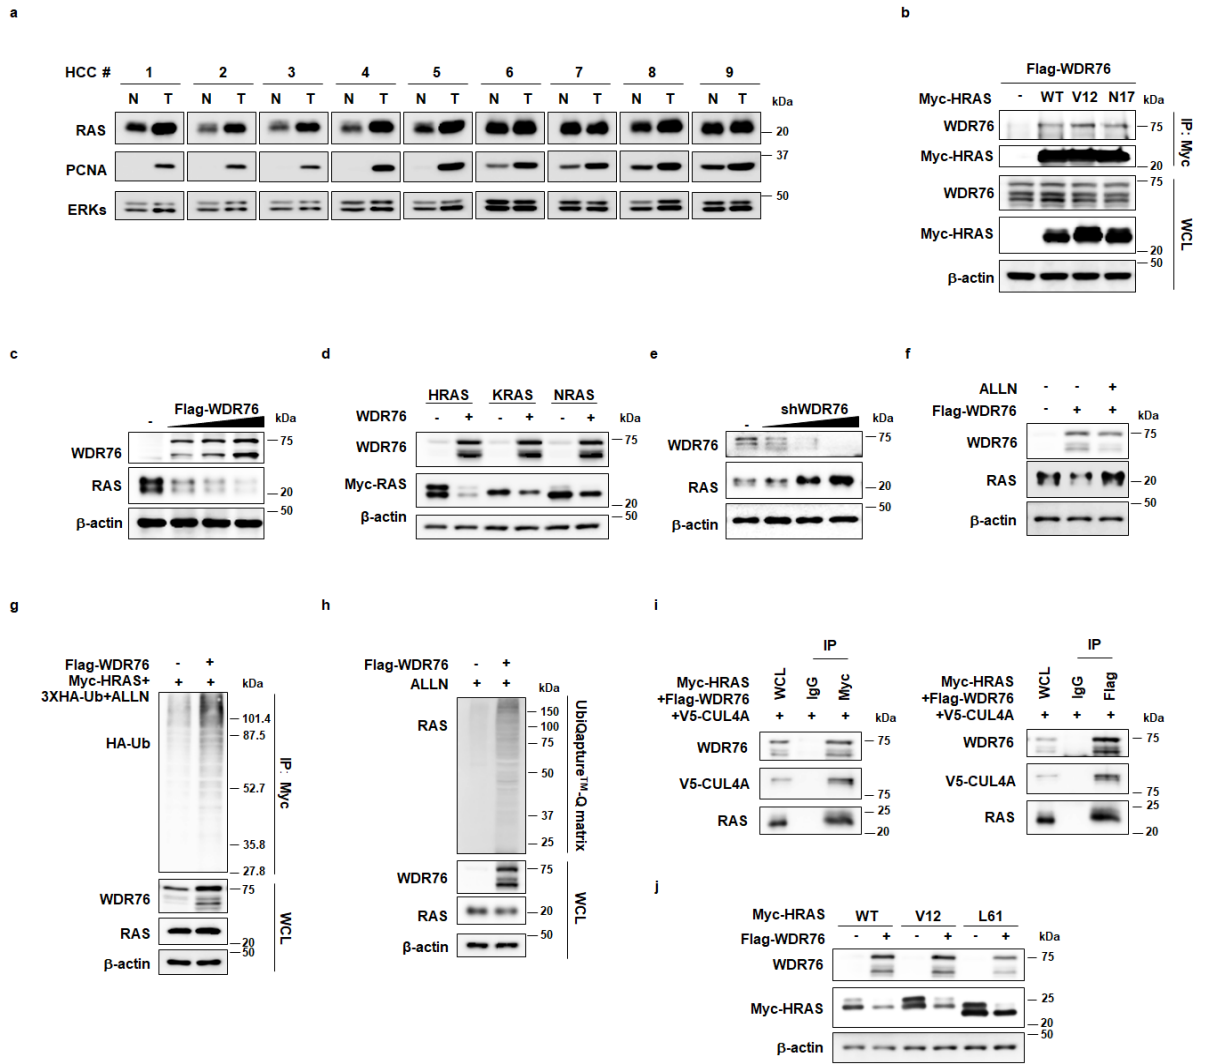 a
HCC # 1 2 3 4 5 6 7 8 9
N T N T N T N T N T N T N T N T N T kDa
RAS 20
PCNA 37
ERKs 50
b
Flag-WDR76
Myc-HRAS - WT V12 N17 kDa
WDR76 75
Myc-HRAS 20
IP: Myc
WDR76 75
Myc-HRAS 20
β-actin 50
WCL
c
Flag-WDR76
- kDa
WDR76 75
RAS 20
β-actin 50
d
HRAS KRAS NRAS
WDR76 - + - + - + kDa
WDR76 75
Myc-RAS 20
β-actin 50
e
shWDR76
- kDa
WDR76 75
RAS 20
β-actin 50
f
ALLN - - +
Flag-WDR76 - + + kDa
WDR76 75
RAS 20
β-actin 50
g
Flag-WDR76 - +
Myc-HRAS+ + +
3XHA-Ub+ALLN kDa
HA-Ub
101.4
87.5
52.7
35.8
27.8
IP: Myc
WDR76 75
RAS 20
β-actin 50
WCL
h
Flag-WDR76 - +
ALLN + + kDa
RAS
150
100
75
50
37
25
UbiQapture™-Q matrix
WDR76 75
RAS 20
β-actin 50
WCL
i
IP
Myc-HRAS
+Flag-WDR76
+V5-CUL4A
WCL IgG Myc
+ + + kDa
WDR76 75
V5-CUL4A 75
RAS 25
20
IP
Myc-HRAS
+Flag-WDR76
+V5-CUL4A
WCL IgG Flag
+ + + kDa
WDR76 75
V5-CUL4A 75
RAS 25
20
j
Myc-HRAS WT V12 L61
Flag-WDR76 - + - + - + kDa
WDR76 75
Myc-HRAS 25
20
β-actin 50